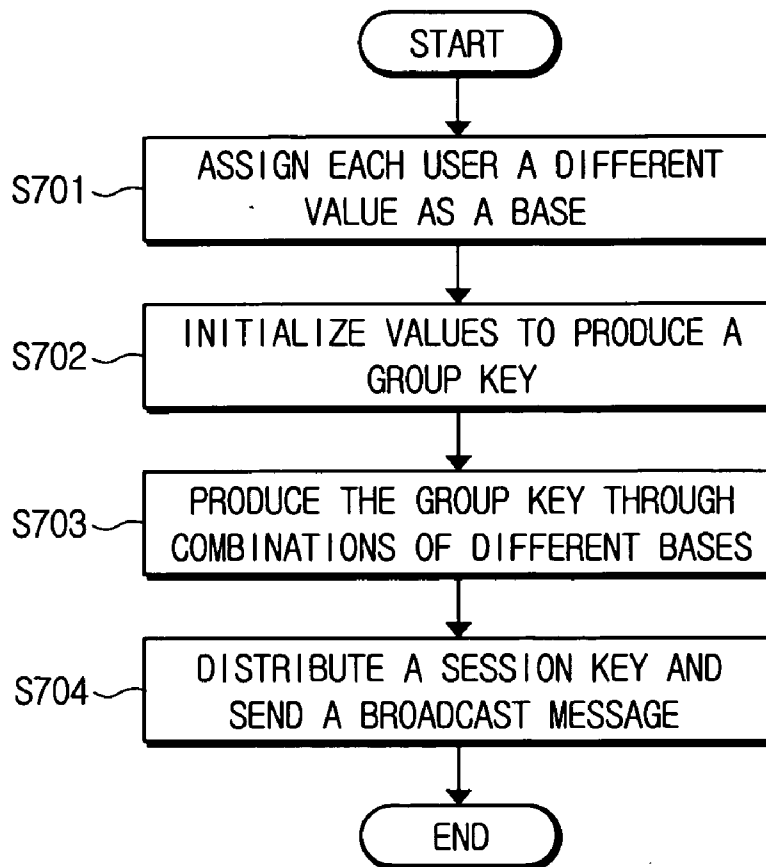 START
S701
ASSIGN EACH USER A DIFFERENT
VALUE AS A BASE
S702
INITIALIZE VALUES TO PRODUCE A
GROUP KEY
S703
PRODUCE THE GROUP KEY THROUGH
COMBINATIONS OF DIFFERENT BASES
S704
DISTRIBUTE A SESSION KEY AND
SEND A BROADCAST MESSAGE
END